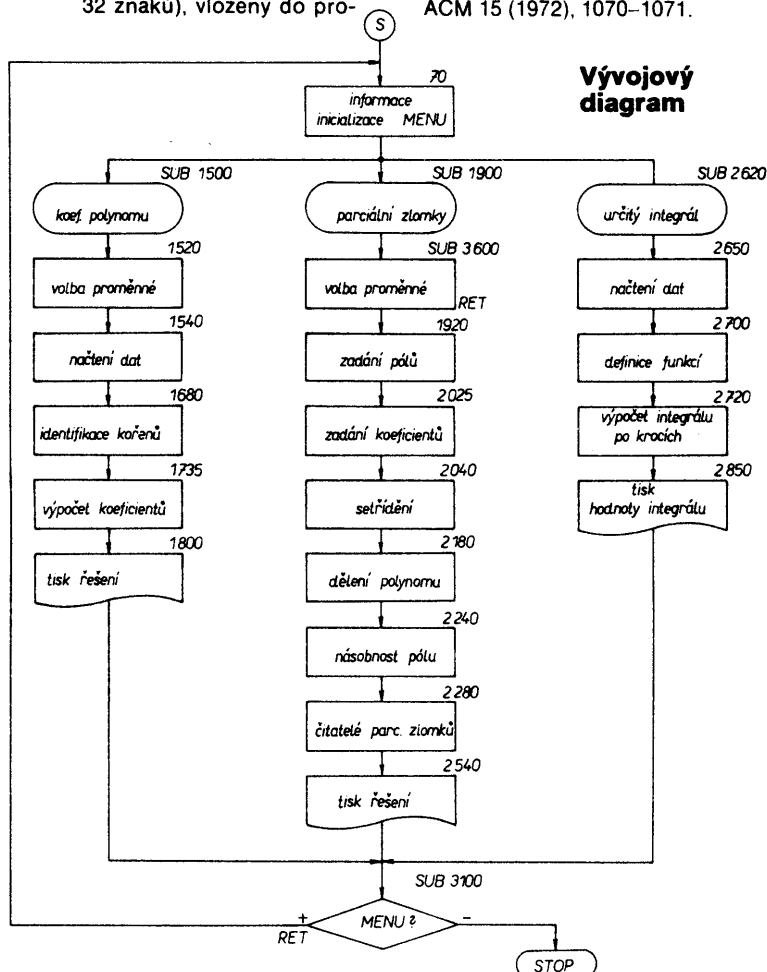 32 znaků), vloženy do pro-
ACM 15 (1972), 1070–1071.
Vývojový
diagram
S
70
informace
inicializace MENU
SUB 1500
koef. polynomu
1520
volba proměnné
1540
načtení dat
1680
identifikace kořenů
1735
výpočet koeficientů
1800
tisk řešení
SUB 1900
parciální zlomky
SUB 3600
volba proměnné
RET
1920
zadání pólů
2025
zadání koeficientů
2040
setřídění
2180
dělení polynomu
2240
násobnost pólu
2280
čitatelé parc. zlomků
2540
tisk řešení
SUB 2620
určitý integrál
2650
načtení dat
2700
definice funkcí
2720
výpočet integrálu
po krocích
2850
tisk
hodnoty integrálu
SUB 3100
MENU?
+
RET
-
STOP